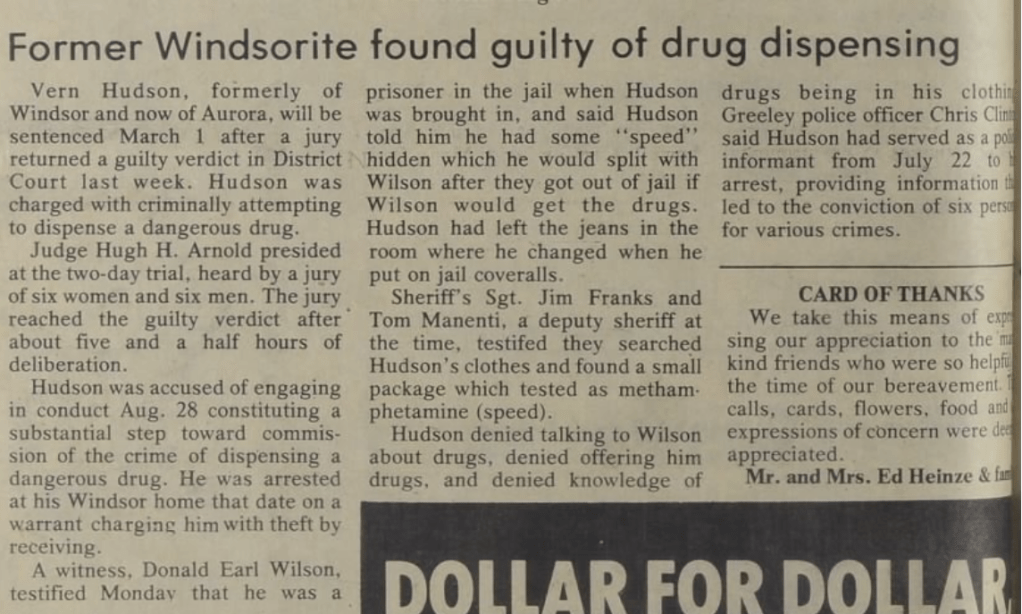 Former Windsorite found guilty of drug dispensing
Vern Hudson, formerly of
Windsor and now of Aurora, will be
sentenced March 1 after a jury
returned a guilty verdict in District
Court last week. Hudson was
charged with criminally attempting
to dispense a dangerous drug.
Judge Hugh H. Arnold presided
at the two-day trial, heard by a jury
of six women and six men. The jury
reached the guilty verdict after
about five and a half hours of
deliberation.
Hudson was accused of engaging
in conduct Aug. 28 constituting a
substantial step toward commis-
sion of the crime of dispensing a
dangerous drug. He was arrested
at his Windsor home that date on a
warrant charging him with theft by
receiving.
A witness, Donald Earl Wilson,
testified Monday that he was a
prisoner in the jail when Hudson
was brought in, and said Hudson
told him he had some "speed"
hidden which he would split with
Wilson after they got out of jail if
Wilson would get the drugs.
Hudson had left the jeans in the
room where he changed when he
put on jail coveralls.
Sheriff's Sgt. Jim Franks and
Tom Manenti, a deputy sheriff at
the time, testifed they searched
Hudson's clothes and found a small
package which tested as metham-
phetamine (speed).
Hudson denied talking to Wilson
about drugs, denied offering him
drugs, and denied knowledge of
drugs being in his
Greeley police officer Chris
said Hudson had served as a
informant from July 22 to
arrest, providing information
led to the conviction of six
for various crimes.
CARD OF THANKS
We take this means of
sing our appreciation to the
kind friends who were so
the time of our bereavement.
calls, cards, flowers, food and
expressions of concern were
appreciated.
Mr. and Mrs. Ed Heinze &
DOLLAR FOR DOLLAR,